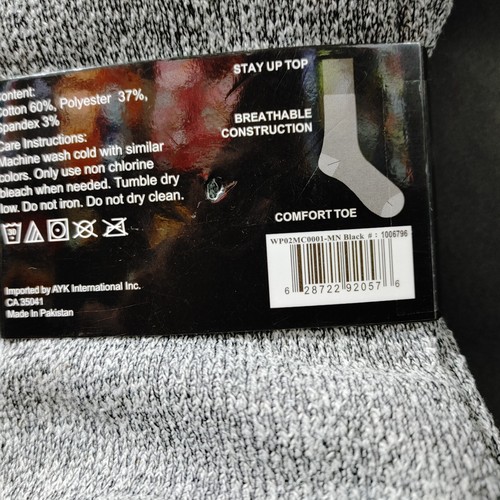 Content:
Cotton 60%, Polyester 37%,
Spandex 3%
Care Instructions:
Machine wash cold with similar
colors. Only use non chlorine
bleach when needed. Tumble dry
low. Do not iron. Do not dry clean.
Imported by AYK International Inc.
CA 35041
Made In Pakistan
STAY UP TOP
BREATHABLE
CONSTRUCTION
COMFORT TOE
WP02MC0001-MN Black # : 1006796
6 28722 92057 6